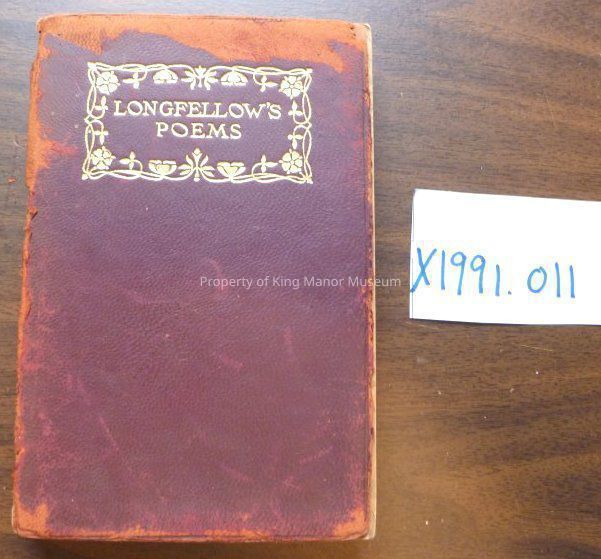 LONGFELLOW'S
POEMS
Property of King Manor Museum
X1991.011